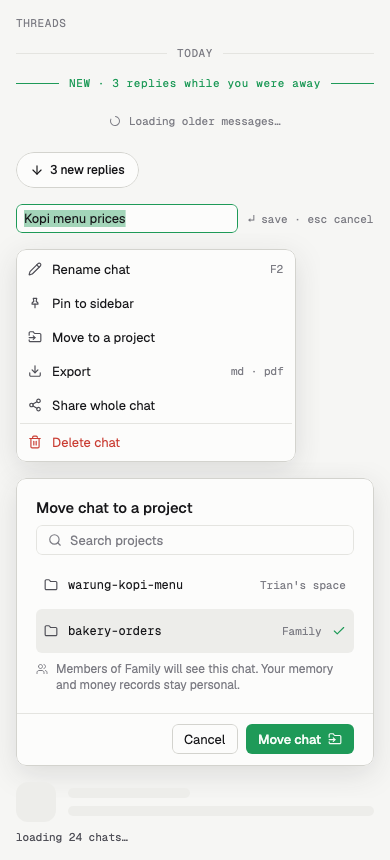 THREADS
TODAY
NEW · 3 replies while you were away
Loading older messages…
3 new replies
Kopi menu prices
↵ save · esc cancel
Rename chat F2
Pin to sidebar
Move to a project
Export md · pdf
Share whole chat
Delete chat
Move chat to a project
Search projects
warung-kopi-menu Trian's space
bakery-orders Family
Members of Family will see this chat. Your memory
and money records stay personal.
Cancel Move chat
loading 24 chats…